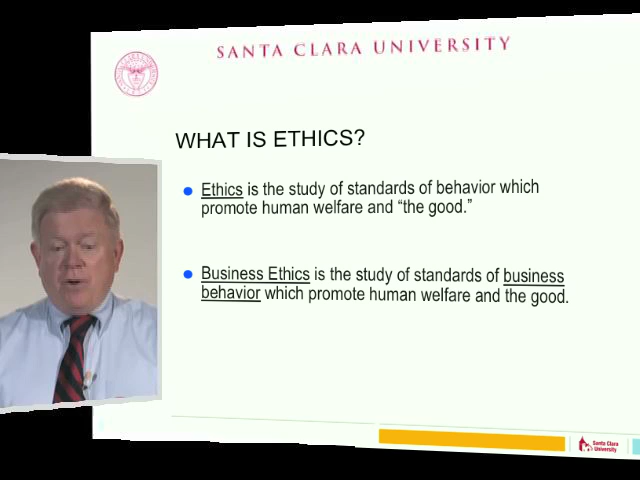 SANTA CLARA UNIVERSITY
WHAT IS ETHICS?
Ethics is the study of standards of behavior which
promote human welfare and “the good.”
Business Ethics is the study of standards of business
behavior which promote human welfare and the good.
Santa Clara
University